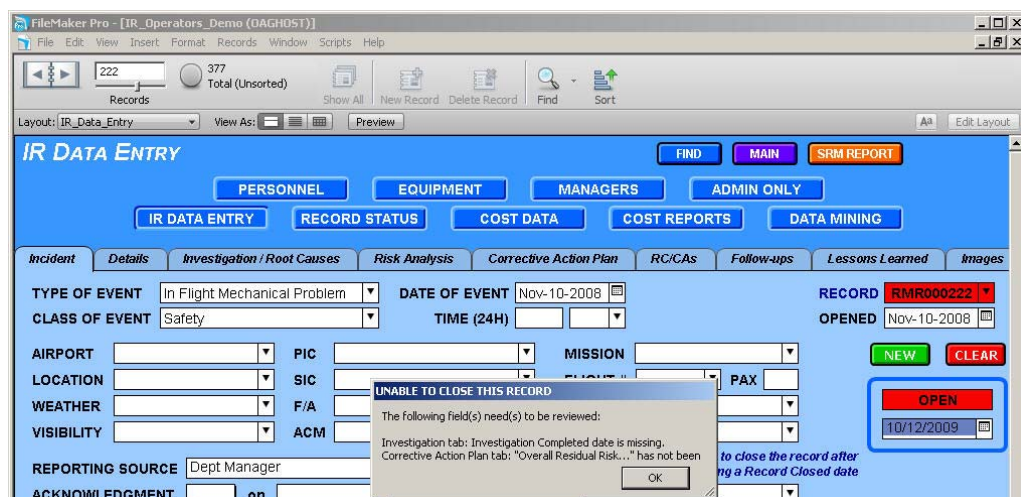 FileMaker Pro - [IR_Operators_Demo (OAGHOST)]
File Edit View Insert Format Records Window Scripts Help
222
377
Total (Unsorted)
Records
Show All New Record Delete Record Find Sort
Layout: IR_Data_Entry View As: Preview Aa Edit Layout
IR DATA ENTRY FIND MAIN SRM REPORT
PERSONNEL EQUIPMENT MANAGERS ADMIN ONLY
IR DATA ENTRY RECORD STATUS COST DATA COST REPORTS DATA MINING
Incident Details Investigation / Root Causes Risk Analysis Corrective Action Plan RC/CAs Follow-ups Lessons Learned Images
TYPE OF EVENT In Flight Mechanical Problem DATE OF EVENT Nov-10-2008 RECORD RMR000222
CLASS OF EVENT Safety TIME (24H) OPENED Nov-10-2008
AIRPORT PIC MISSION NEW CLEAR
LOCATION SIC PAX
UNABLE TO CLOSE THIS RECORD
OPEN
WEATHER F/A
The following field(s) need(s) to be reviewed:
10/12/2009
VISIBILITY ACM
Investigation tab: Investigation Completed date is missing.
Corrective Action Plan tab: "Overall Residual Risk..." has not been
to close the record after
REPORTING SOURCE Dept Manager
OK
g a Record Closed date
ACKNOWLEDGMENT on